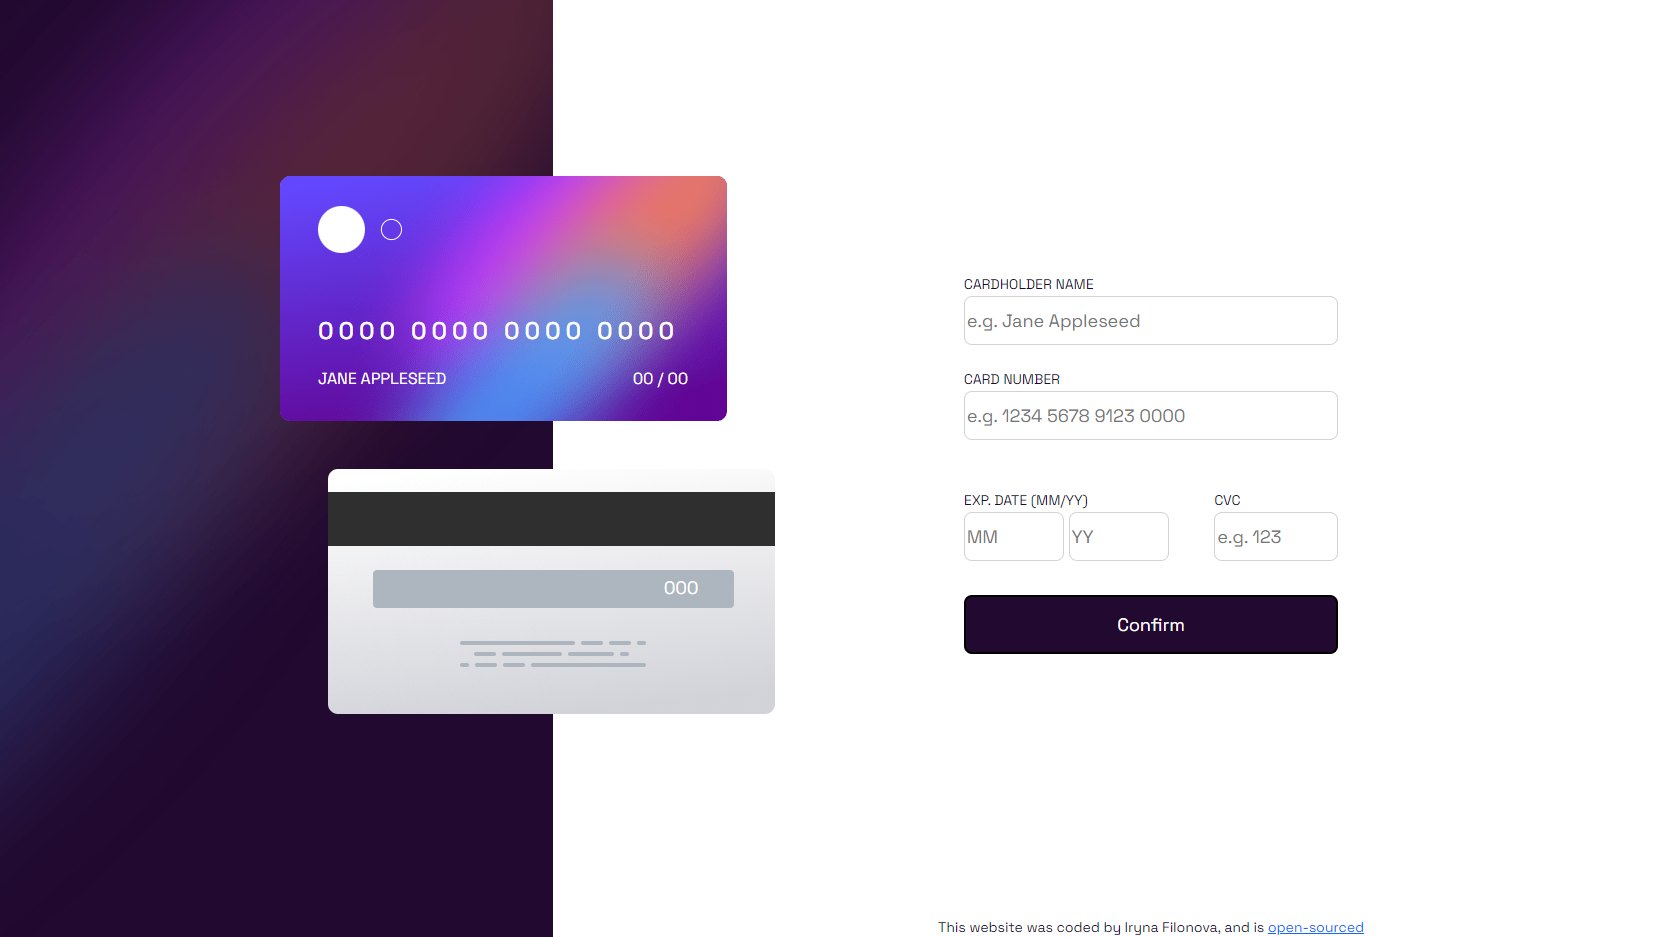 0000 0000 0000 0000
JANE APPLESEED
00 / 00
000
CARDHOLDER NAME
e.g. Jane Appleseed
CARD NUMBER
e.g. 1234 5678 9123 0000
EXP. DATE (MM/YY)
CVC
MM
YY
e.g. 123
Confirm
This website was coded by Iryna Filonova, and is open-sourced